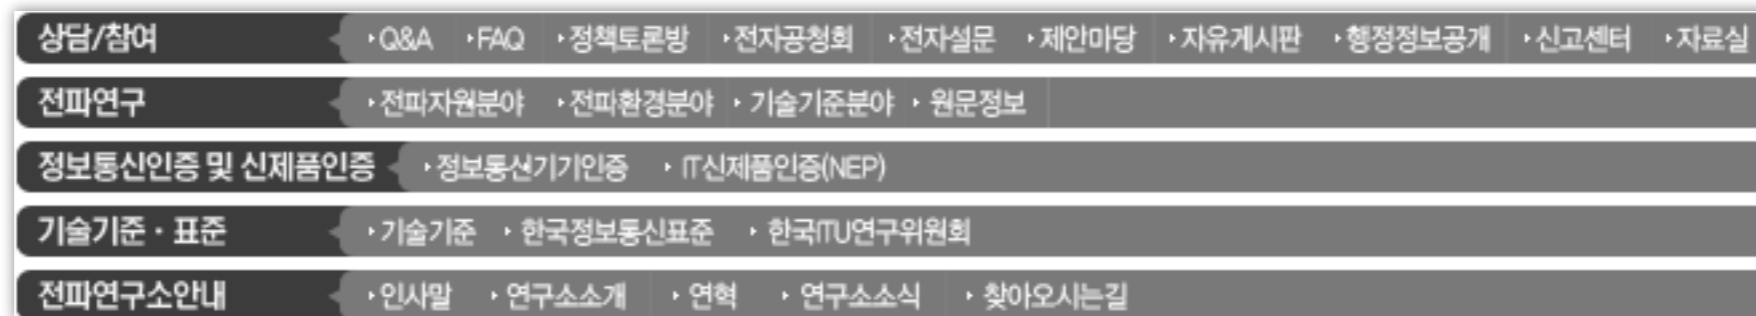 상담/참여 Q&A FAQ 정책토론방 전자공청회 전자설문 제안마당 자유게시판 행정정보공개 신고센터 자료실
전파연구 전파자원분야 전파환경분야 기술기준분야 원문정보
정보통신인증 및 신제품인증 정보통신기기인증 IT신제품인증(NEP)
기술기준 · 표준 기술기준 한국정보통신표준 한국ITU연구위원회
전파연구소안내 인사말 연구소소개 연혁 연구소소식 찾아오시는길